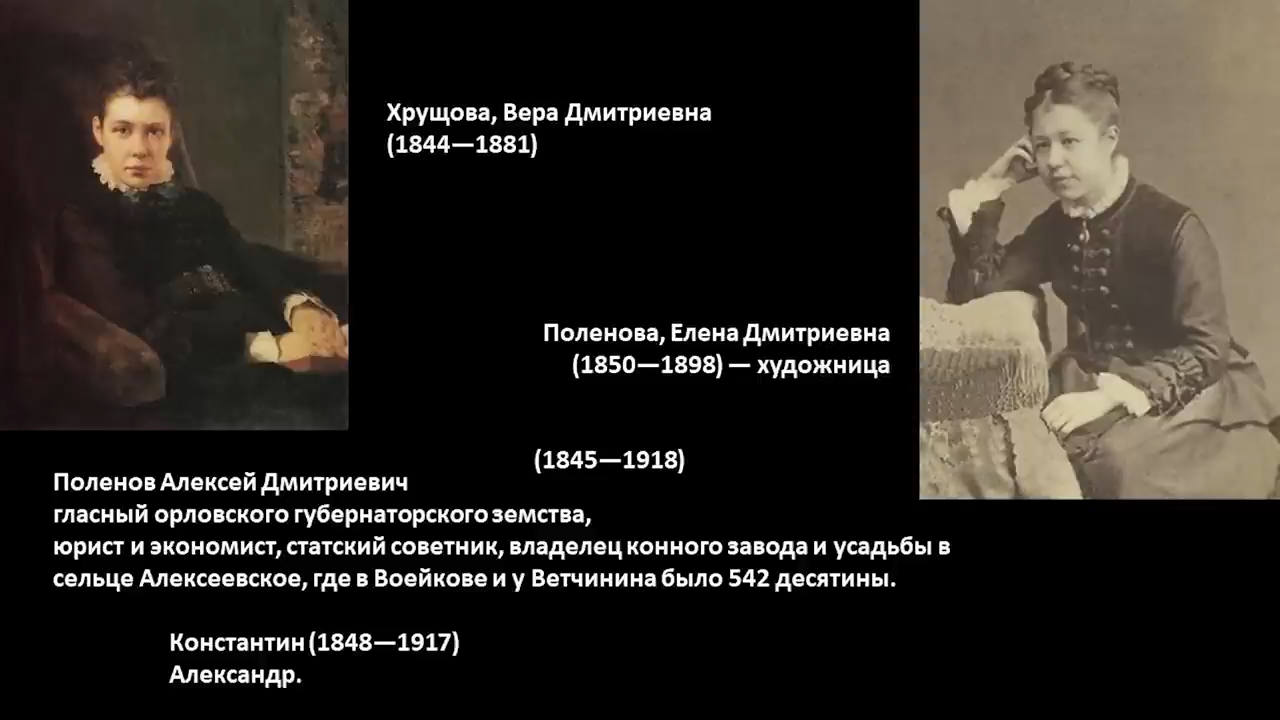 Хрущова, Вера Дмитриевна
(1844—1881)
Поленова, Елена Дмитриевна
(1850—1898) — художница
(1845—1918)
Поленов Алексей Дмитриевич
гласный орловского губернаторского земства,
юрист и экономист, статский советник, владелец конного завода и усадьбы в
сельце Алексеевское, где в Воейкове и у Ветчинина было 542 десятины.
Константин (1848—1917)
Александр.